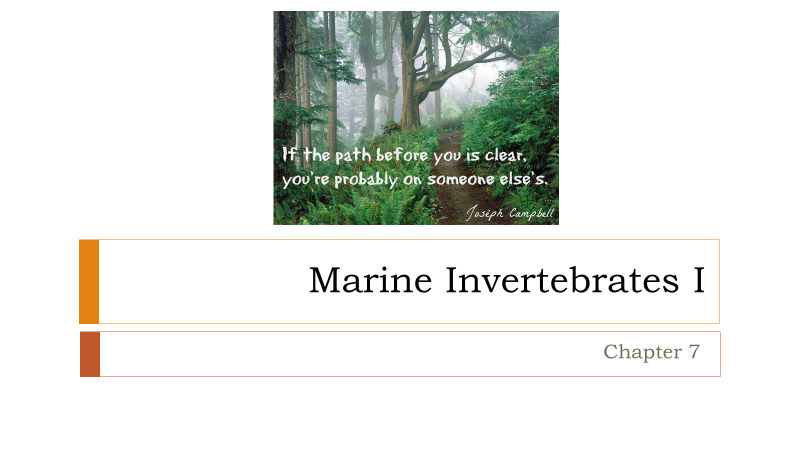 If the path before you is clear,
you're probably on someone else's.
Joseph Campbell
Marine Invertebrates I
Chapter 7